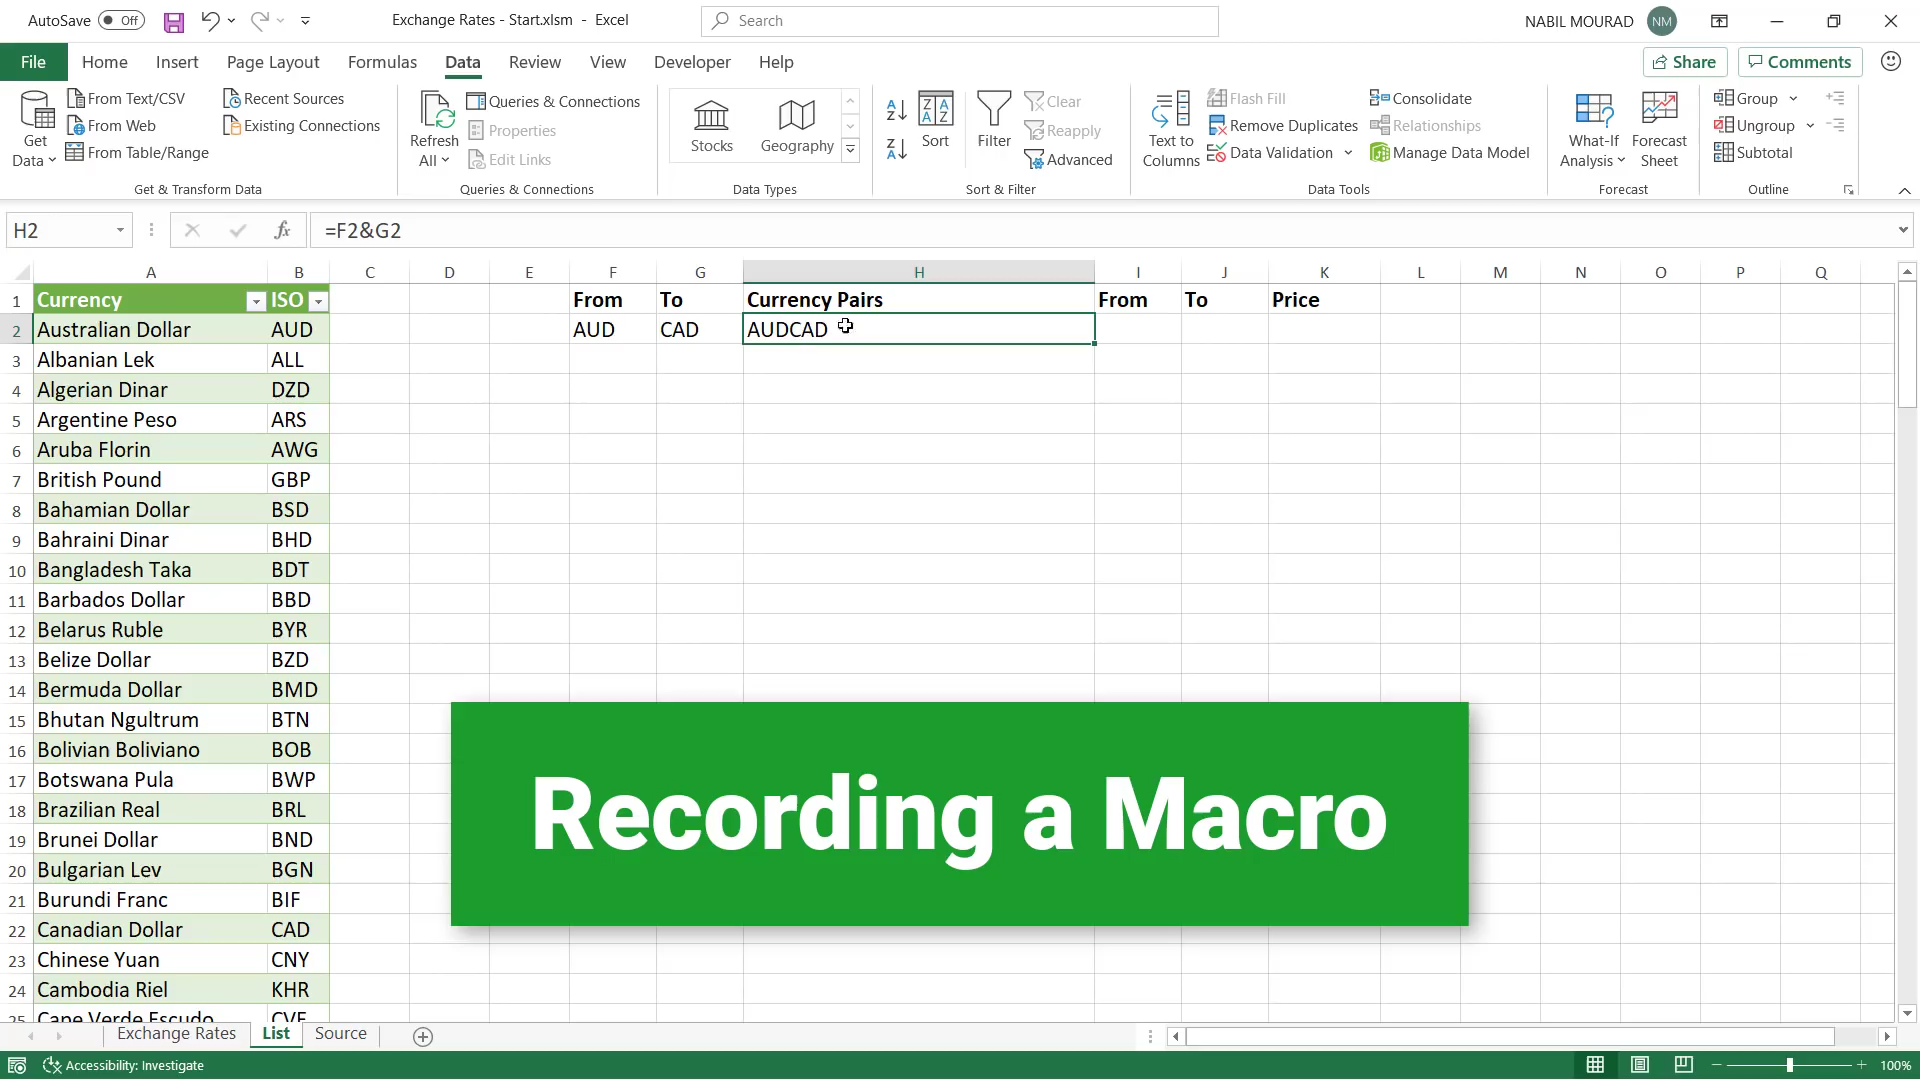 AutoSave Off Exchange Rates - Start.xlsm - Excel Search NABIL MOURAD NM
File Home Insert Page Layout Formulas Data Review View Developer Help Share Comments
Get Data
From Text/CSV
From Web
From Table/Range
Recent Sources
Existing Connections
Get & Transform Data
Refresh All
Queries & Connections
Properties
Edit Links
Queries & Connections
Stocks
Geography
Data Types
Sort
Filter
Clear
Reapply
Advanced
Sort & Filter
Text to Columns
Flash Fill
Remove Duplicates
Data Validation
Consolidate
Relationships
Manage Data Model
Data Tools
What-If Analysis
Forecast Sheet
Forecast
Group
Ungroup
Subtotal
Outline
H2 fx =F2&G2
A B C D E F G H I J K L M N O P Q
1 Currency ISO From To Currency Pairs From To Price
2 Australian Dollar AUD AUD CAD AUDCAD
3 Albanian Lek ALL
4 Algerian Dinar DZD
5 Argentine Peso ARS
6 Aruba Florin AWG
7 British Pound GBP
8 Bahamian Dollar BSD
9 Bahraini Dinar BHD
10 Bangladesh Taka BDT
11 Barbados Dollar BBD
12 Belarus Ruble BYR
13 Belize Dollar BZD
14 Bermuda Dollar BMD
15 Bhutan Ngultrum BTN
16 Bolivian Boliviano BOB
17 Botswana Pula BWP
18 Brazilian Real BRL
19 Brunei Dollar BND
20 Bulgarian Lev BGN
21 Burundi Franc BIF
22 Canadian Dollar CAD
23 Chinese Yuan CNY
24 Cambodia Riel KHR
25 Cape Verde Escudo CVE
Recording a Macro
Exchange Rates List Source
Accessibility: Investigate 100%